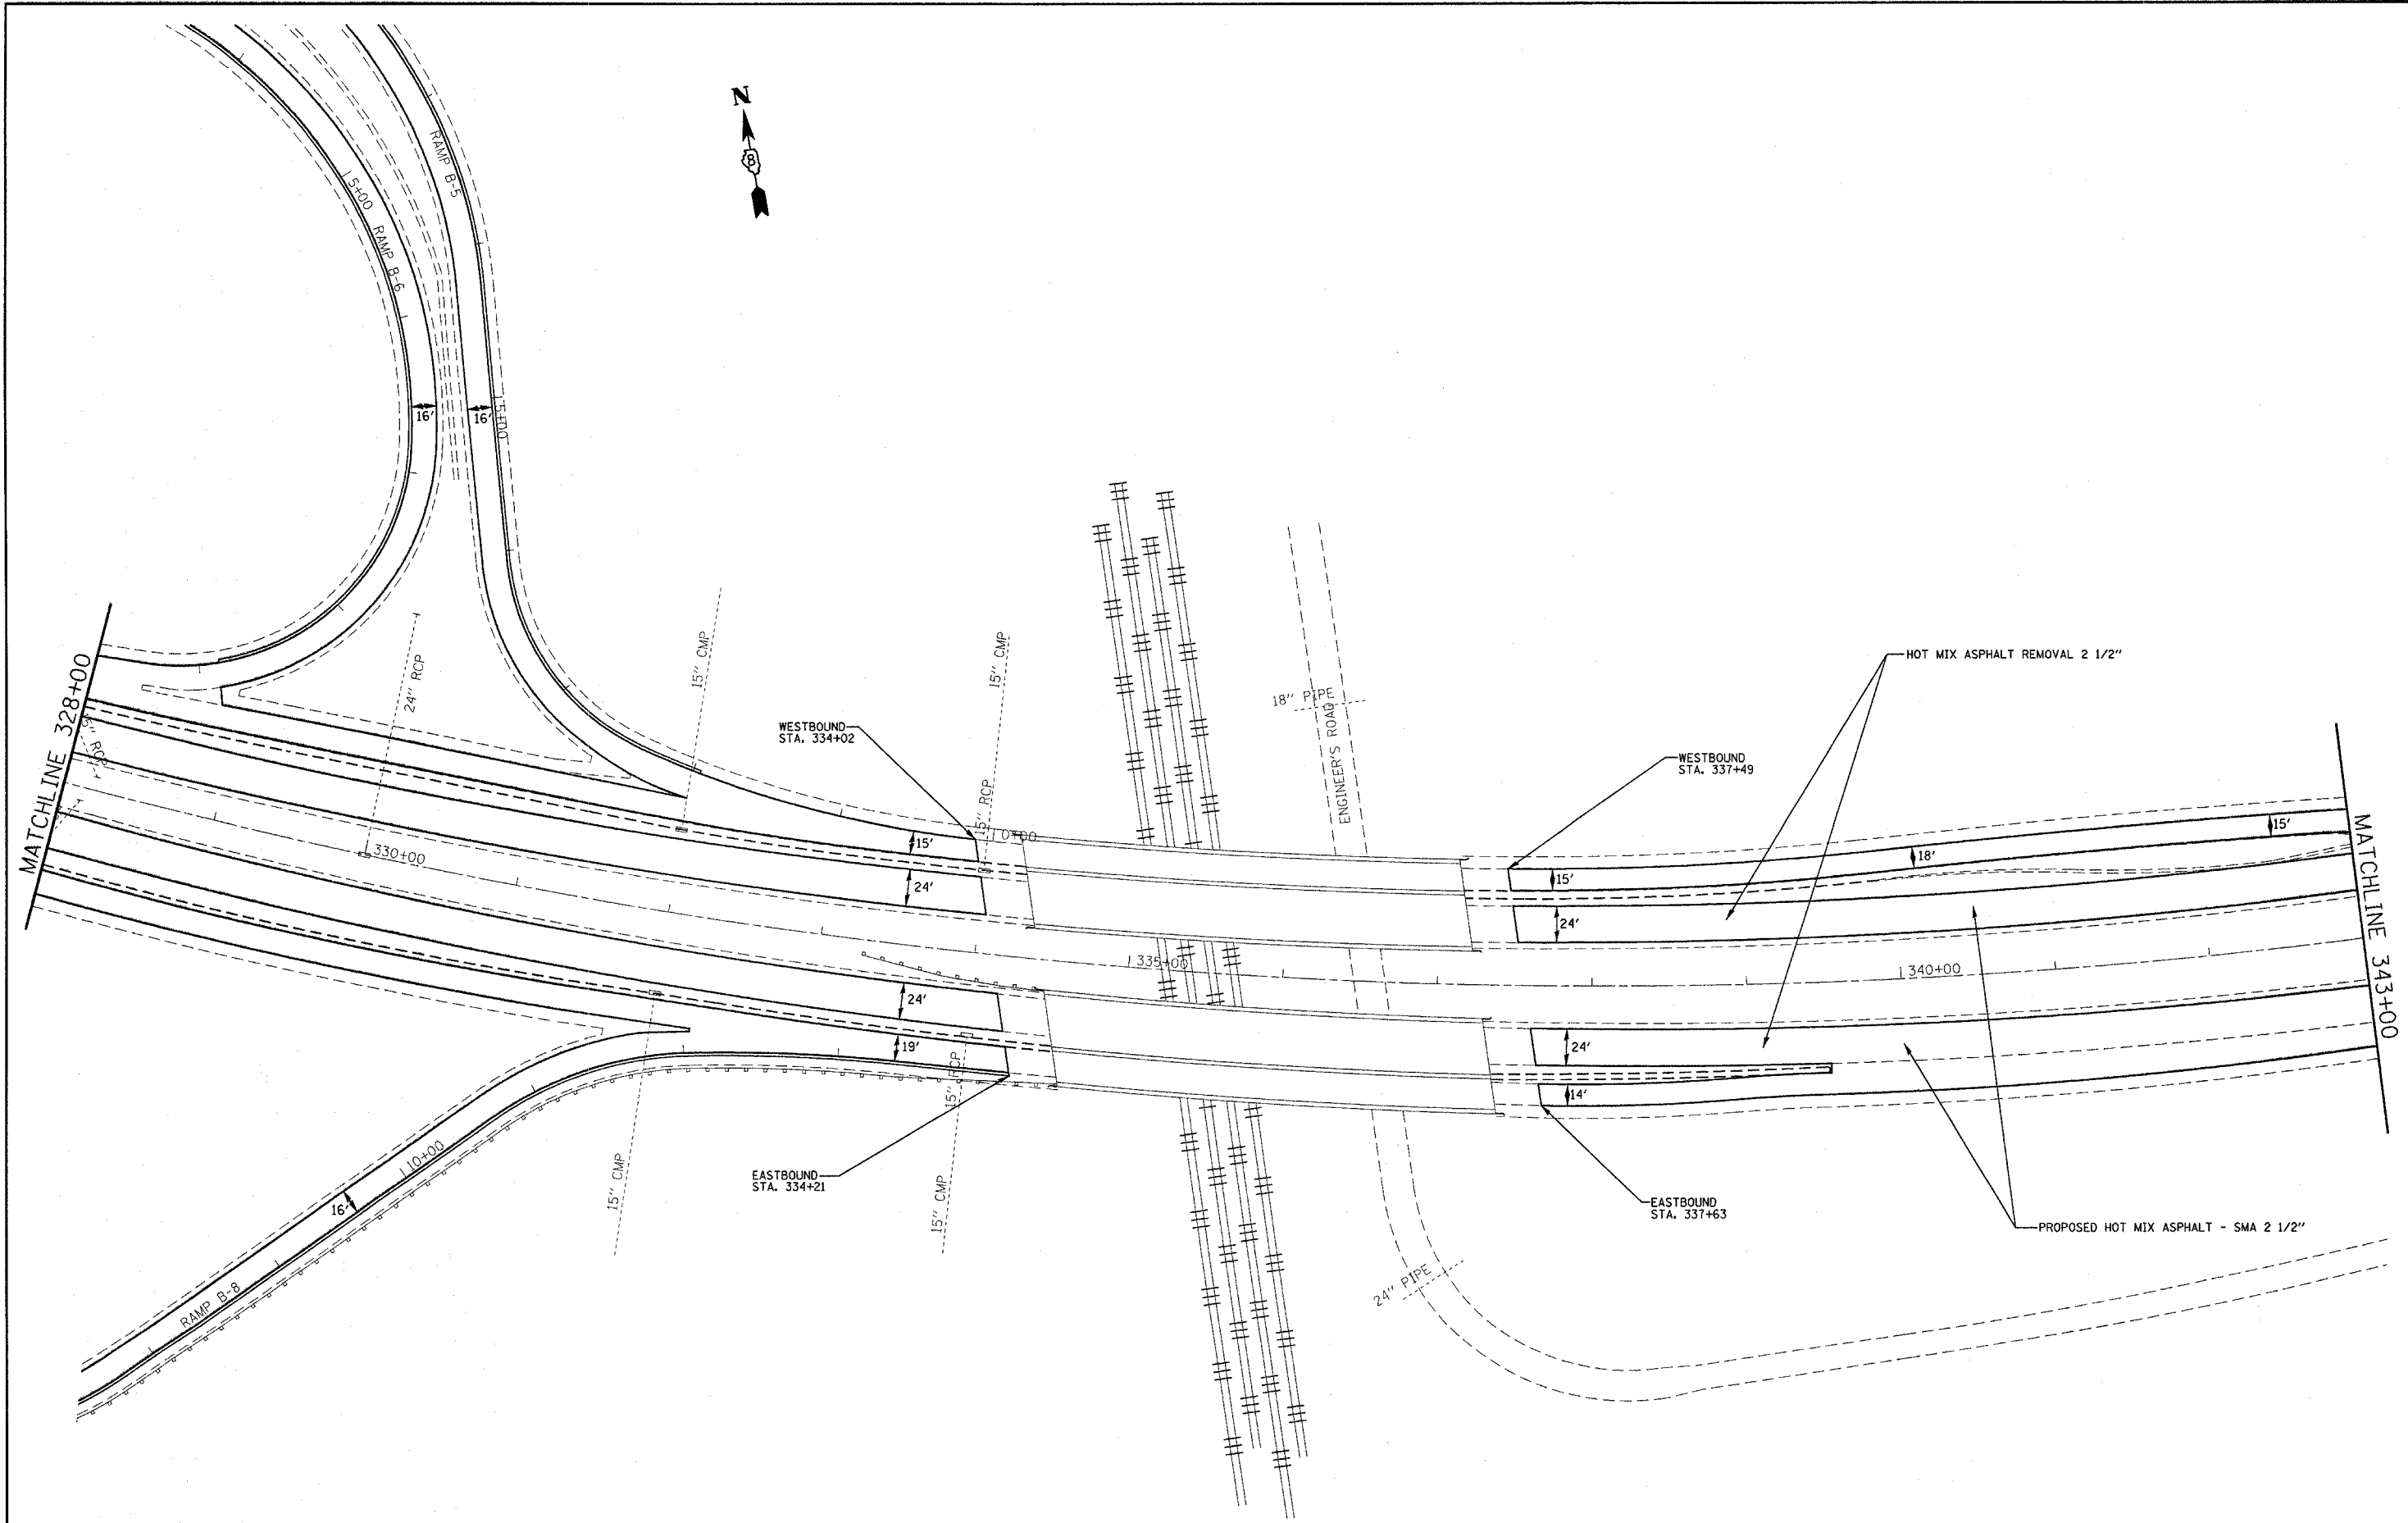 N
8
RAMP B-5
5+00
RAMP B-6
16'
16'
5+00
MATCHLINE 328+00
15" RCP
24" RCP
15" CMP
15" CMP
WESTBOUND
STA. 334+02
15" RCP
0+00
18" PIPE
ENGINEER'S ROAD
HOT MIX ASPHALT REMOVAL 2 1/2"
WESTBOUND
STA. 337+49
MATCHLINE 343+00
330+00
15'
24'
15'
24'
18'
15'
335+00
340+00
24'
19'
24'
14'
15" RCP
15" CMP
15" CMP
EASTBOUND
STA. 334+21
10+00
16'
RAMP B-8
EASTBOUND
STA. 337+63
PROPOSED HOT MIX ASPHALT - SMA 2 1/2"
24" PIPE